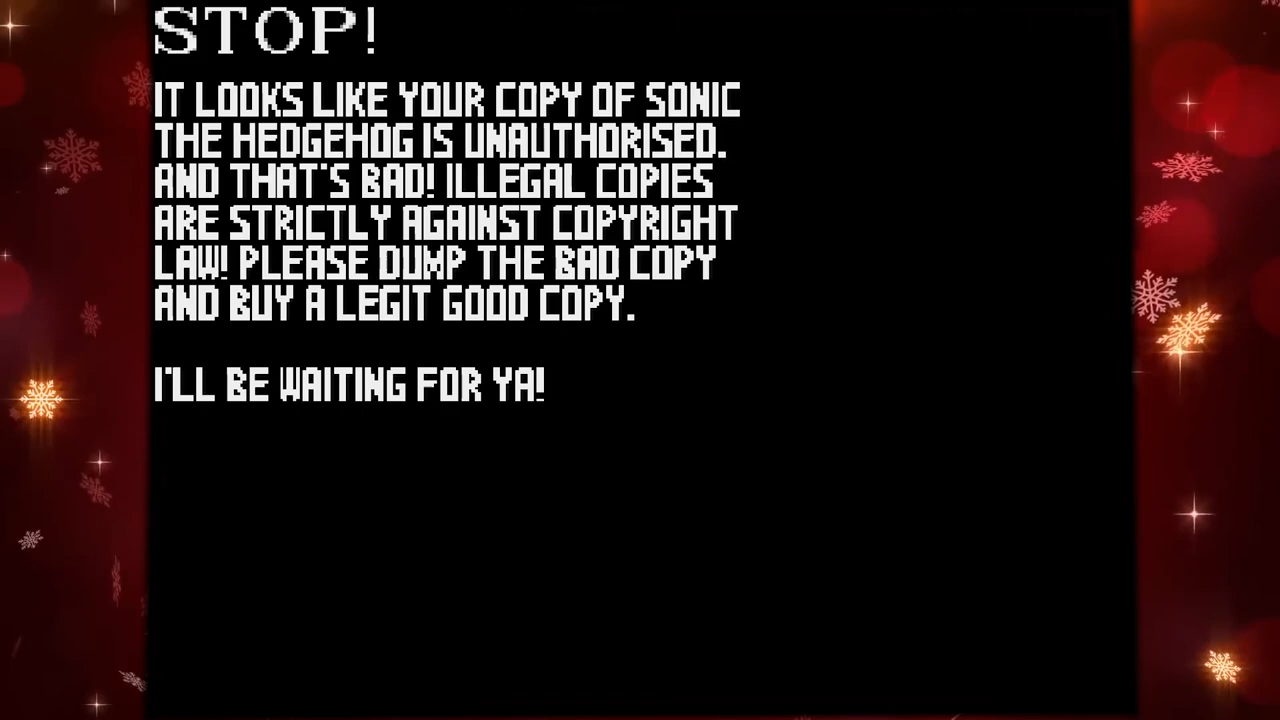 STOP!
IT LOOKS LIKE YOUR COPY OF SONIC
THE HEDGEHOG IS UNAUTHORISED.
AND THAT'S BAD! ILLEGAL COPIES
ARE STRICTLY AGAINST COPYRIGHT
LAW! PLEASE DUMP THE BAD COPY
AND BUY A LEGIT GOOD COPY.
I'LL BE WAITING FOR YA!